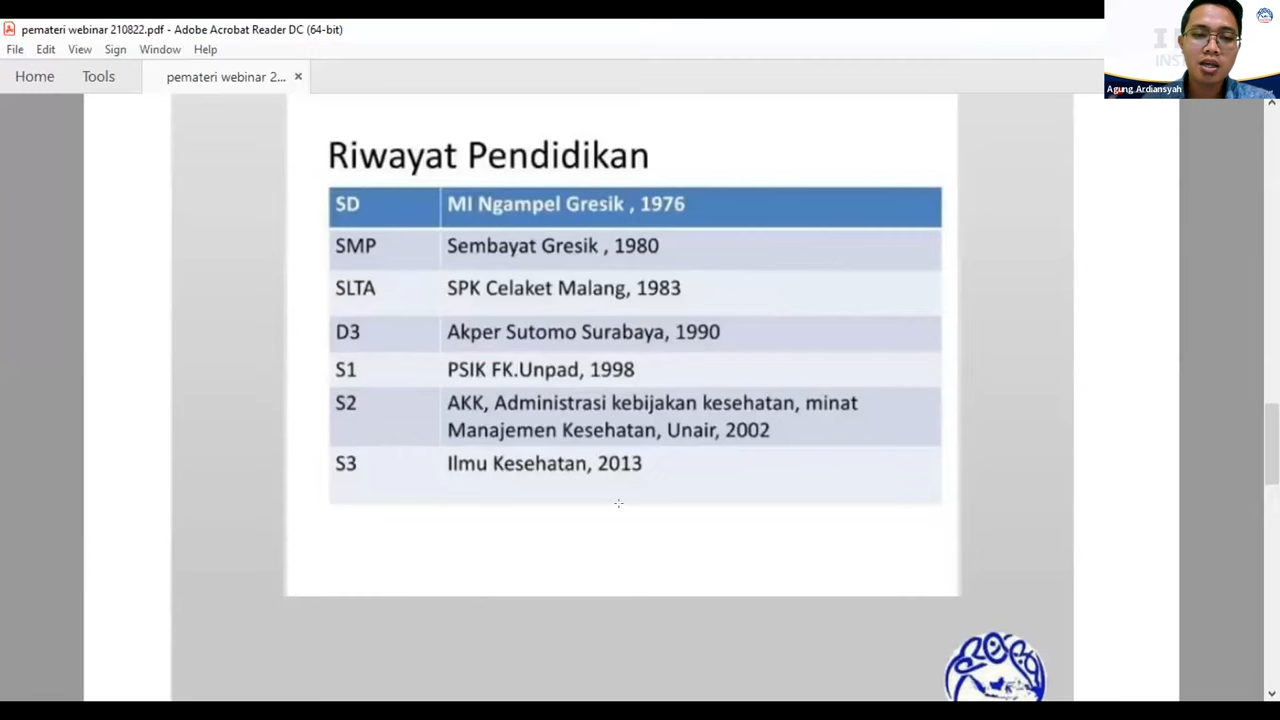 pemateri webinar 210822.pdf - Adobe Acrobat Reader DC (64-bit)
File Edit View Sign Window Help
Home Tools pemateri webinar 2... ×
Agung Ardiansyah
Riwayat Pendidikan
SD MI Ngampel Gresik , 1976
SMP Sembayat Gresik , 1980
SLTA SPK Celaket Malang, 1983
D3 Akper Sutomo Surabaya, 1990
S1 PSIK FK.Unpad, 1998
S2 AKK, Administrasi kebijakan kesehatan, minat
Manajemen Kesehatan, Unair, 2002
S3 Ilmu Kesehatan, 2013